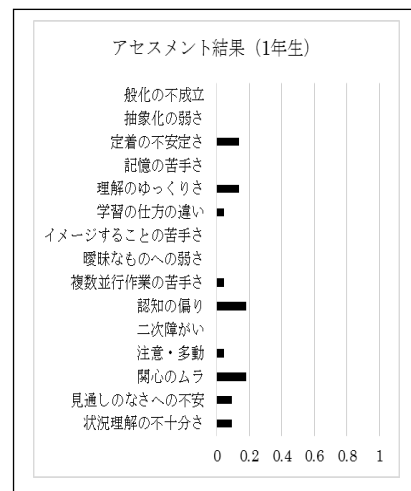 アセスメント結果（1年生）
般化の不成立
抽象化の弱さ
定着の不安定さ
記憶の苦手さ
理解のゆっくりさ
学習の仕方の違い
イメージすることの苦手さ
曖昧なものへの弱さ
複数並行作業の苦手さ
認知の偏り
二次障がい
注意・多動
関心のムラ
見通しのなさへの不安
状況理解の不十分さ
0 0.2 0.4 0.6 0.8 1